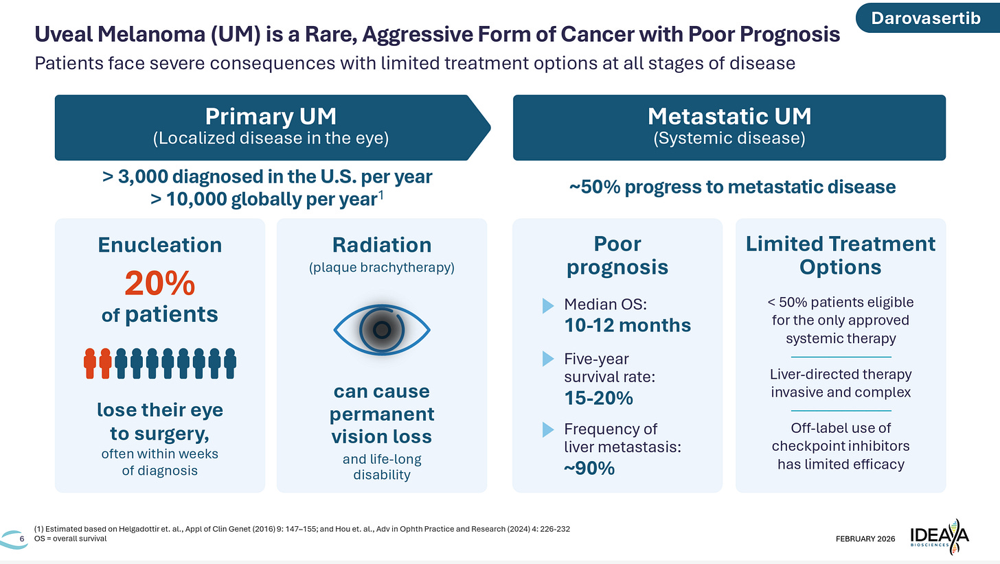 Darovasertib
Uveal Melanoma (UM) is a Rare, Aggressive Form of Cancer with Poor Prognosis
Patients face severe consequences with limited treatment options at all stages of disease
Primary UM
(Localized disease in the eye)
> 3,000 diagnosed in the U.S. per year
> 10,000 globally per year1
Enucleation
20%
of patients
lose their eye
to surgery,
often within weeks
of diagnosis
Radiation
(plaque brachytherapy)
can cause
permanent
vision loss
and life-long
disability
Metastatic UM
(Systemic disease)
~50% progress to metastatic disease
Poor
prognosis
Median OS:
10-12 months
Five-year
survival rate:
15-20%
Frequency of
liver metastasis:
~90%
Limited Treatment
Options
< 50% patients eligible
for the only approved
systemic therapy
Liver-directed therapy
invasive and complex
Off-label use of
checkpoint inhibitors
has limited efficacy
(1) Estimated based on Helgadottir et. al., Appl of Clin Genet (2016) 9: 147–155; and Hou et. al., Adv in Ophth Practice and Research (2024) 4: 226-232
6
OS = overall survival
FEBRUARY 2026
IDEAYA
BIOSCIENCES